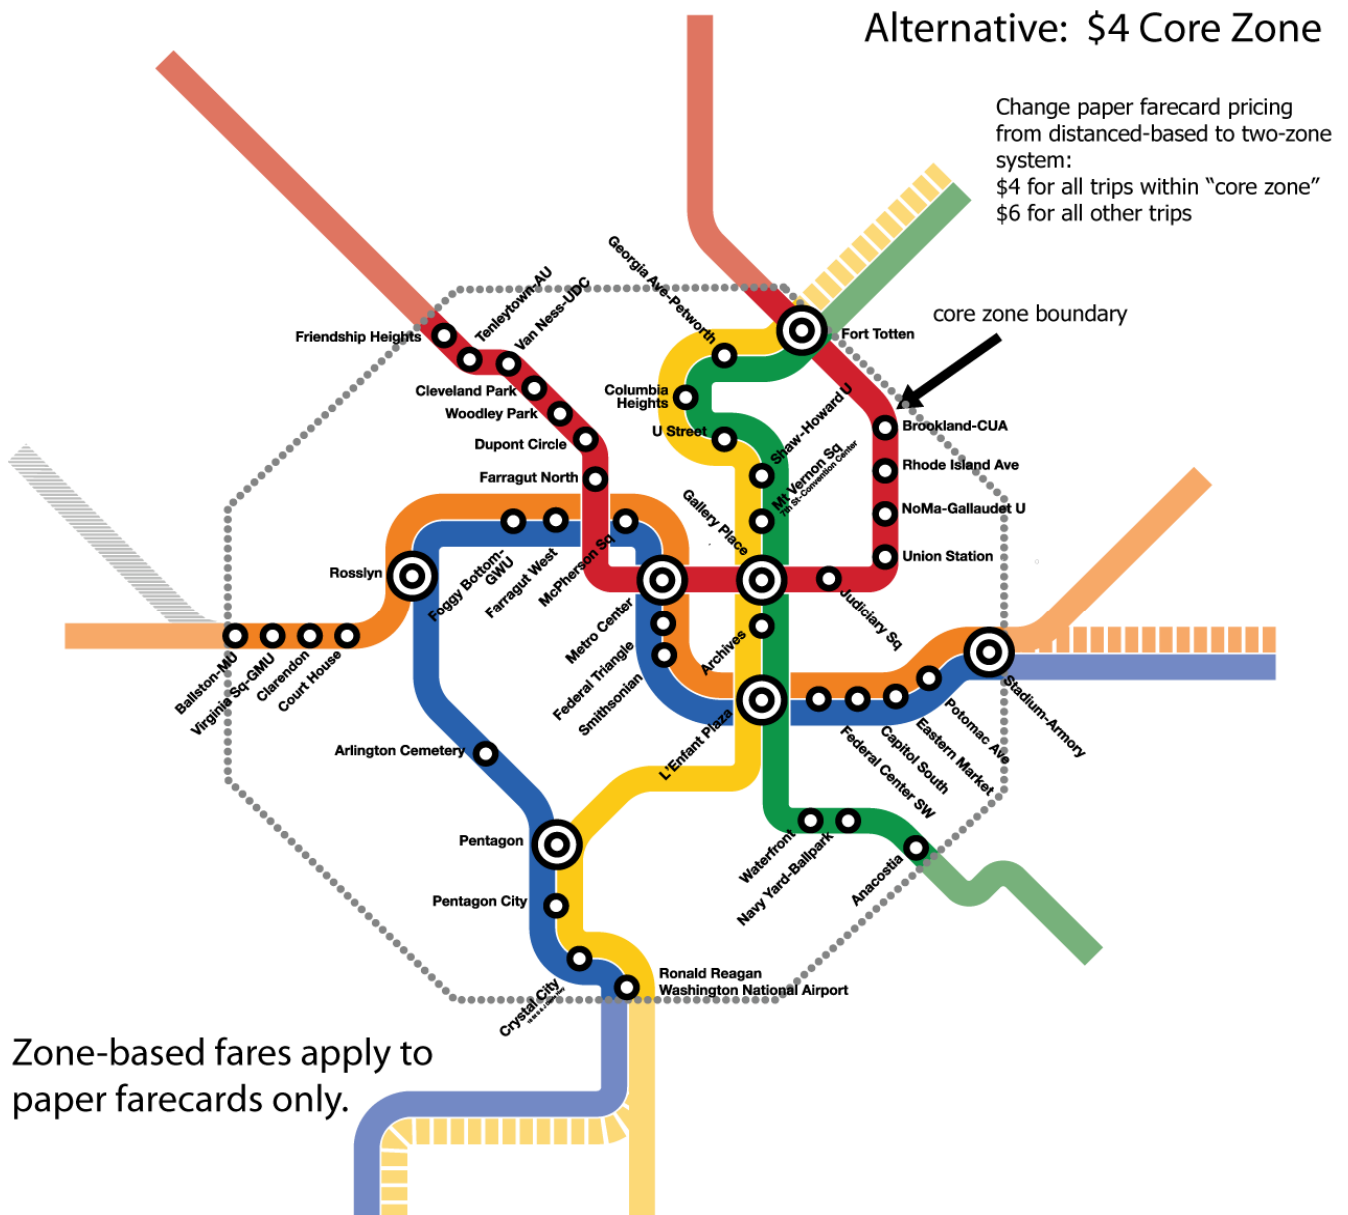 Alternative:  $4 Core Zone
Change paper farecard pricing
from distanced-based to two-zone
system:
$4 for all trips within “core zone”
$6 for all other trips
Georgia Ave-Petworth
Tenleytown-AU
Van Ness-UDC
core zone boundary
Friendship Heights
Fort Totten
Cleveland Park
Columbia
Heights
Woodley Park
U Street
Shaw-Howard U
Brookland-CUA
Dupont Circle
Mt Vernon Sq
7th St-Convention Center
Rhode Island Ave
Farragut North
Gallery Place
NoMa-Gallaudet U
Union Station
Rosslyn
Foggy Bottom-
GWU
Farragut West
McPherson Sq
Metro Center
Judiciary Sq
Federal Triangle
Archives
Smithsonian
Ballston-MU
Virginia Sq-GMU
Clarendon
Court House
L'Enfant Plaza
Federal Center SW
Capitol South
Eastern Market
Potomac Ave
Stadium-Armory
Arlington Cemetery
Pentagon
Waterfront
Navy Yard-Ballpark
Anacostia
Pentagon City
Crystal City
Ronald Reagan
Washington National Airport
Zone-based fares apply to
paper farecards only.